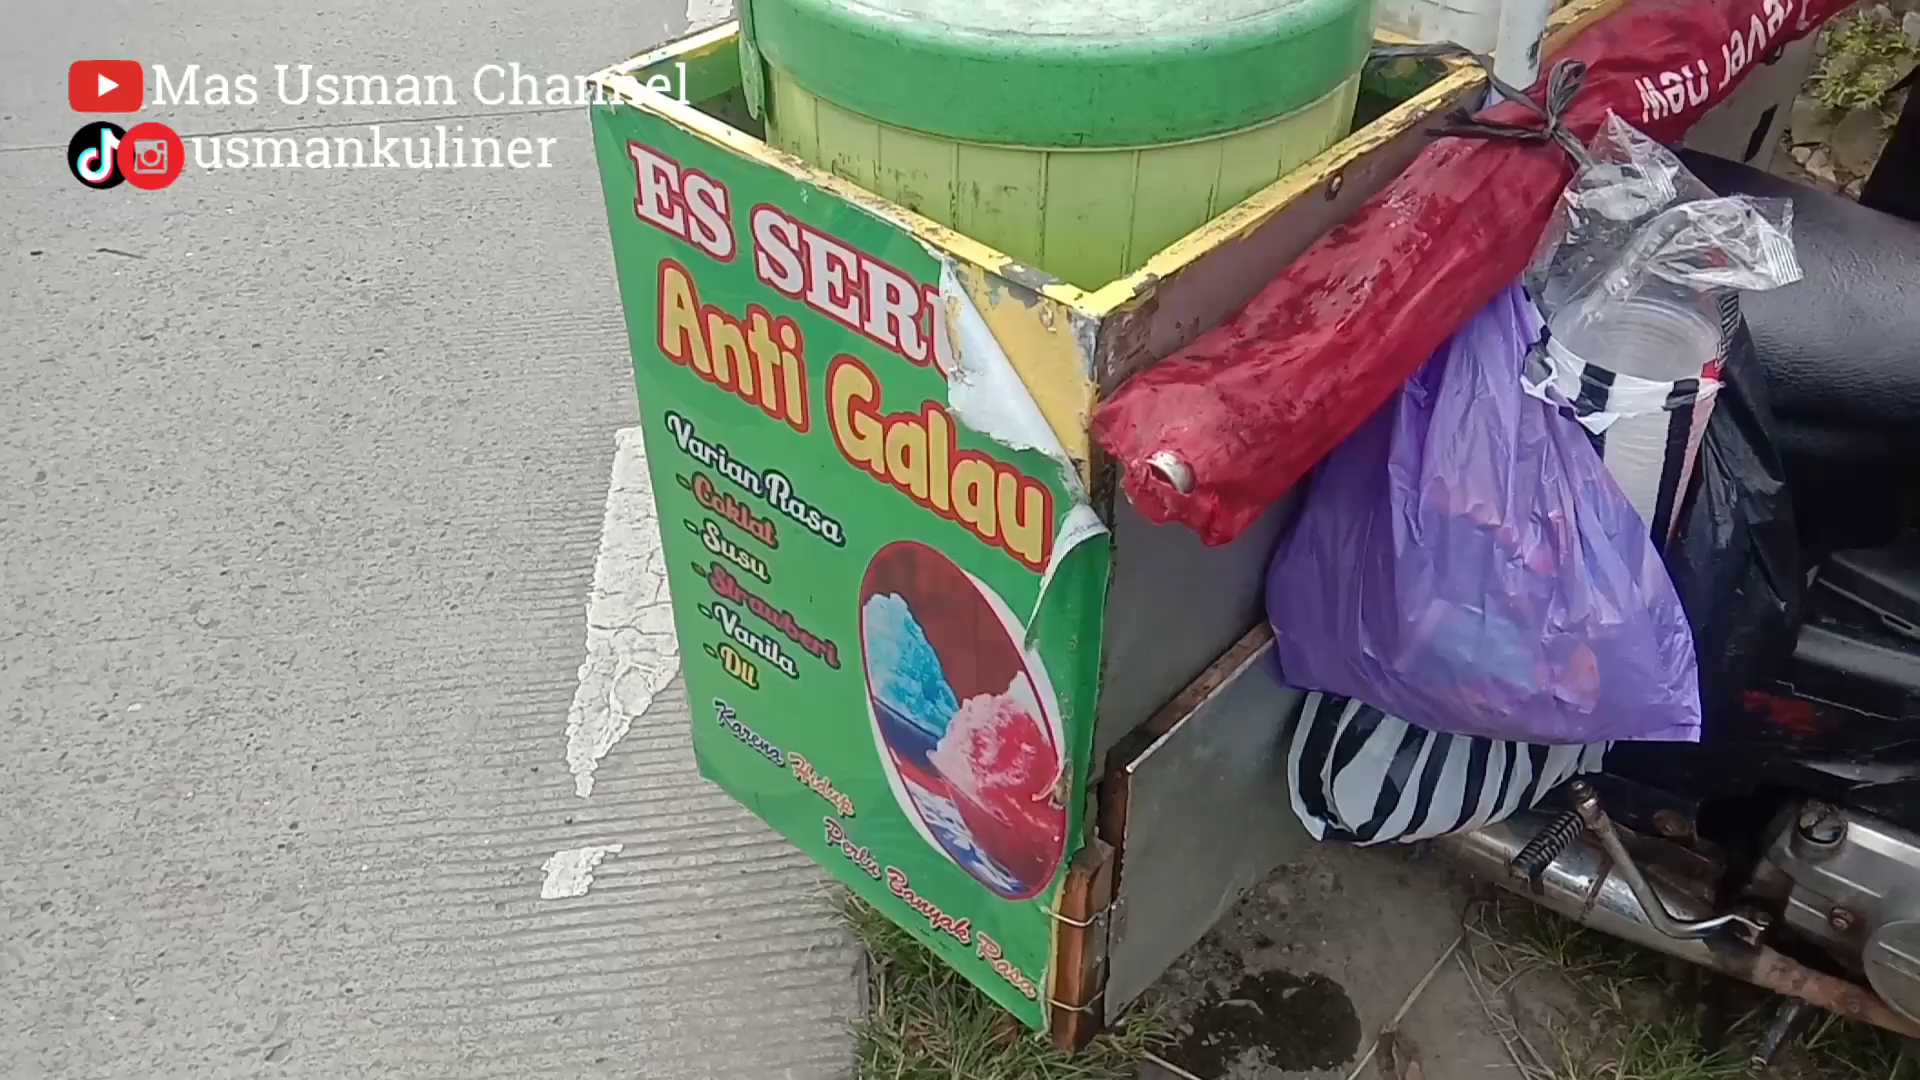 Mas Usman Channel
usmankuliner
ES SERU
Anti Galau
Varian Rasa
- Coklat
- Susu
- Strawberi
- Vanila
- Dll
Karena Hidup
Perlu Banyak Rasa
new